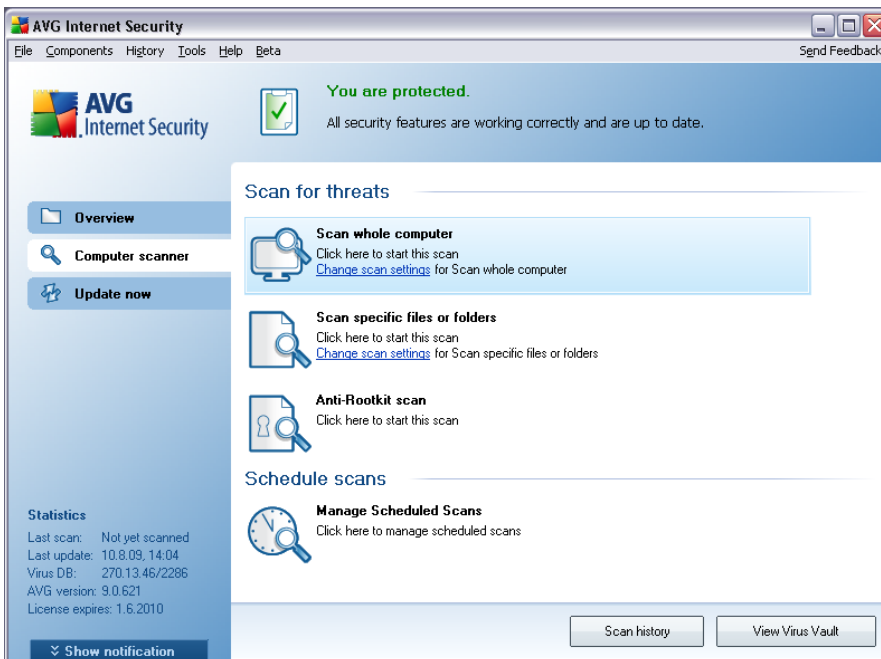 AVG Internet Security
File Components History Tools Help Beta Send Feedback
AVG
Internet Security
You are protected.
All security features are working correctly and are up to date.
Overview
Computer scanner
Update now
Scan for threats
Scan whole computer
Click here to start this scan
Change scan settings for Scan whole computer
Scan specific files or folders
Click here to start this scan
Change scan settings for Scan specific files or folders
Anti-Rootkit scan
Click here to start this scan
Schedule scans
Manage Scheduled Scans
Click here to manage scheduled scans
Statistics
Last scan: Not yet scanned
Last update: 10.8.09, 14:04
Virus DB: 270.13.46/2286
AVG version: 9.0.621
License expires: 1.6.2010
Show notification
Scan history
View Virus Vault